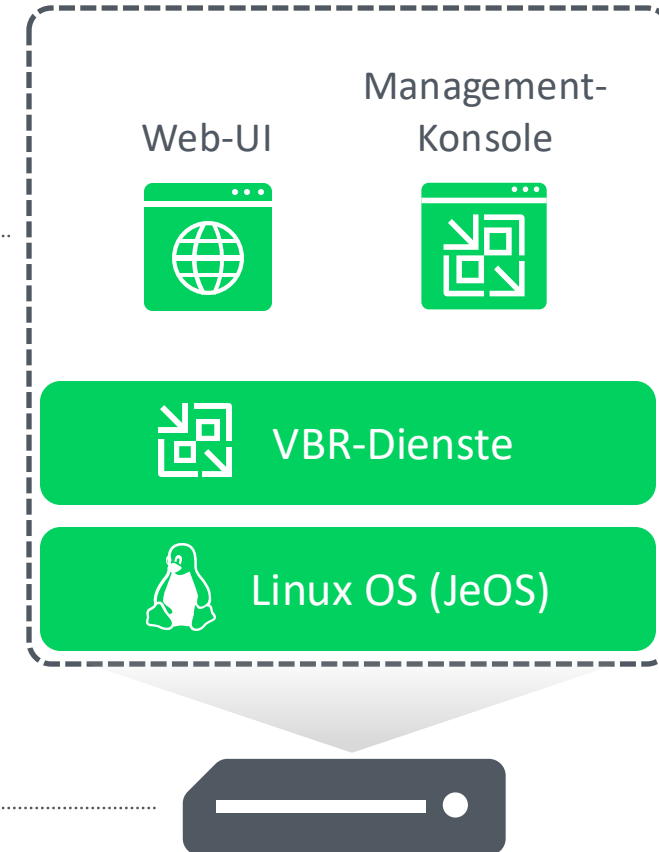 Web-UI
Management-
Konsole
VBR-Dienste
Linux OS (JeOS)